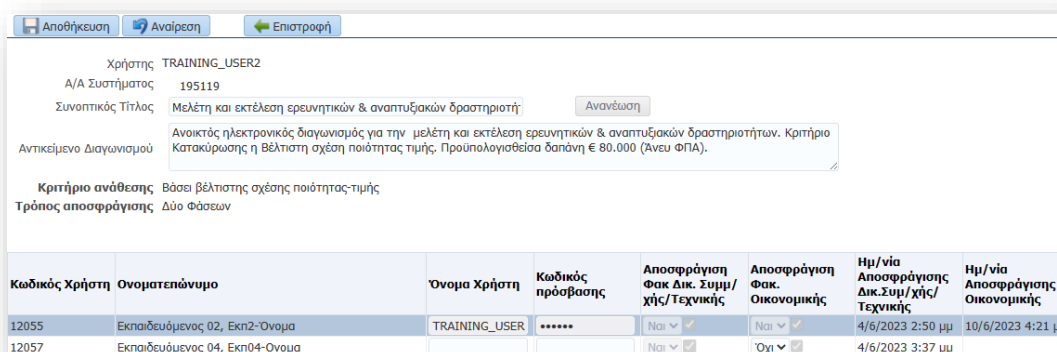 Αποθήκευση Αναίρεση Επιστροφή
Χρήστης TRAINING_USER2
Α/Α Συστήματος 195119
Συνοπτικός Τίτλος Μελέτη και εκτέλεση ερευνητικών & αναπτυξιακών Ανανέωση
Ανοικτός ηλεκτρονικός διαγωνισμός για την μελέτη και εκτέλεση ερευνητικών & αναπτυξιακών δραστηριοτήτων. Κριτήριο
Αντικείμενο Διαγωνισμού Κατακύρωσης η Βέλτιστη σχέση ποιότητας τιμής. Προϋπολογισθείσα δαπάνη € 80.000 (Άνευ ΦΠΑ).
Κριτήριο ανάθεσης Βάσει βέλτιστης σχέσης ποιότητας-τιμής
Τρόπος αποσφράγισης Δύο Φάσεων
Κωδικός Χρήστη Ονοματεπώνυμο Όνομα Χρήστη Κωδικός πρόσβασης Αποσφράγιση Φακ Δικ. Συμμ/χής/Τεχνικής Αποσφράγιση Φακ. Οικονομικής Ημ/νία Αποσφράγισης Δικ.Συμ/χής/Τεχνικής Ημ/νία Αποσφράγισης Οικονομικής
12055 Εκπαιδευόμενος 02, Εκπ2-Όνομα TRAINING_USER •••••• Ναι Ναι 4/6/2023 2:50 μμ 10/6/2023 4:21
12057 Εκπαιδευόμενος 04, Εκπ04-Ονομα Ναι Όχι 4/6/2023 3:37 μμ